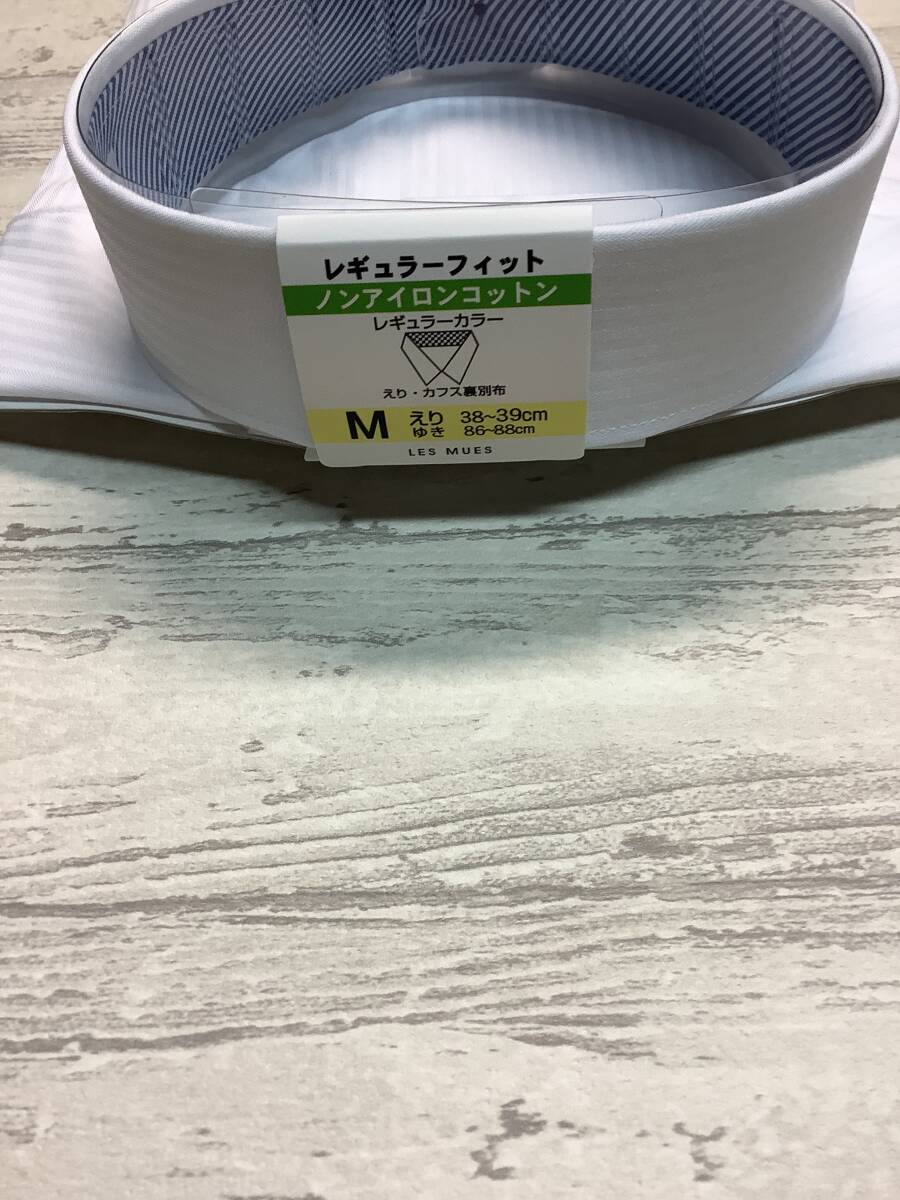 レギュラーフィット
ノンアイロンコットン
レギュラーカラー
えり・カフス裏別布
M えり 38~39cm
ゆき 86~88cm
LES MUES